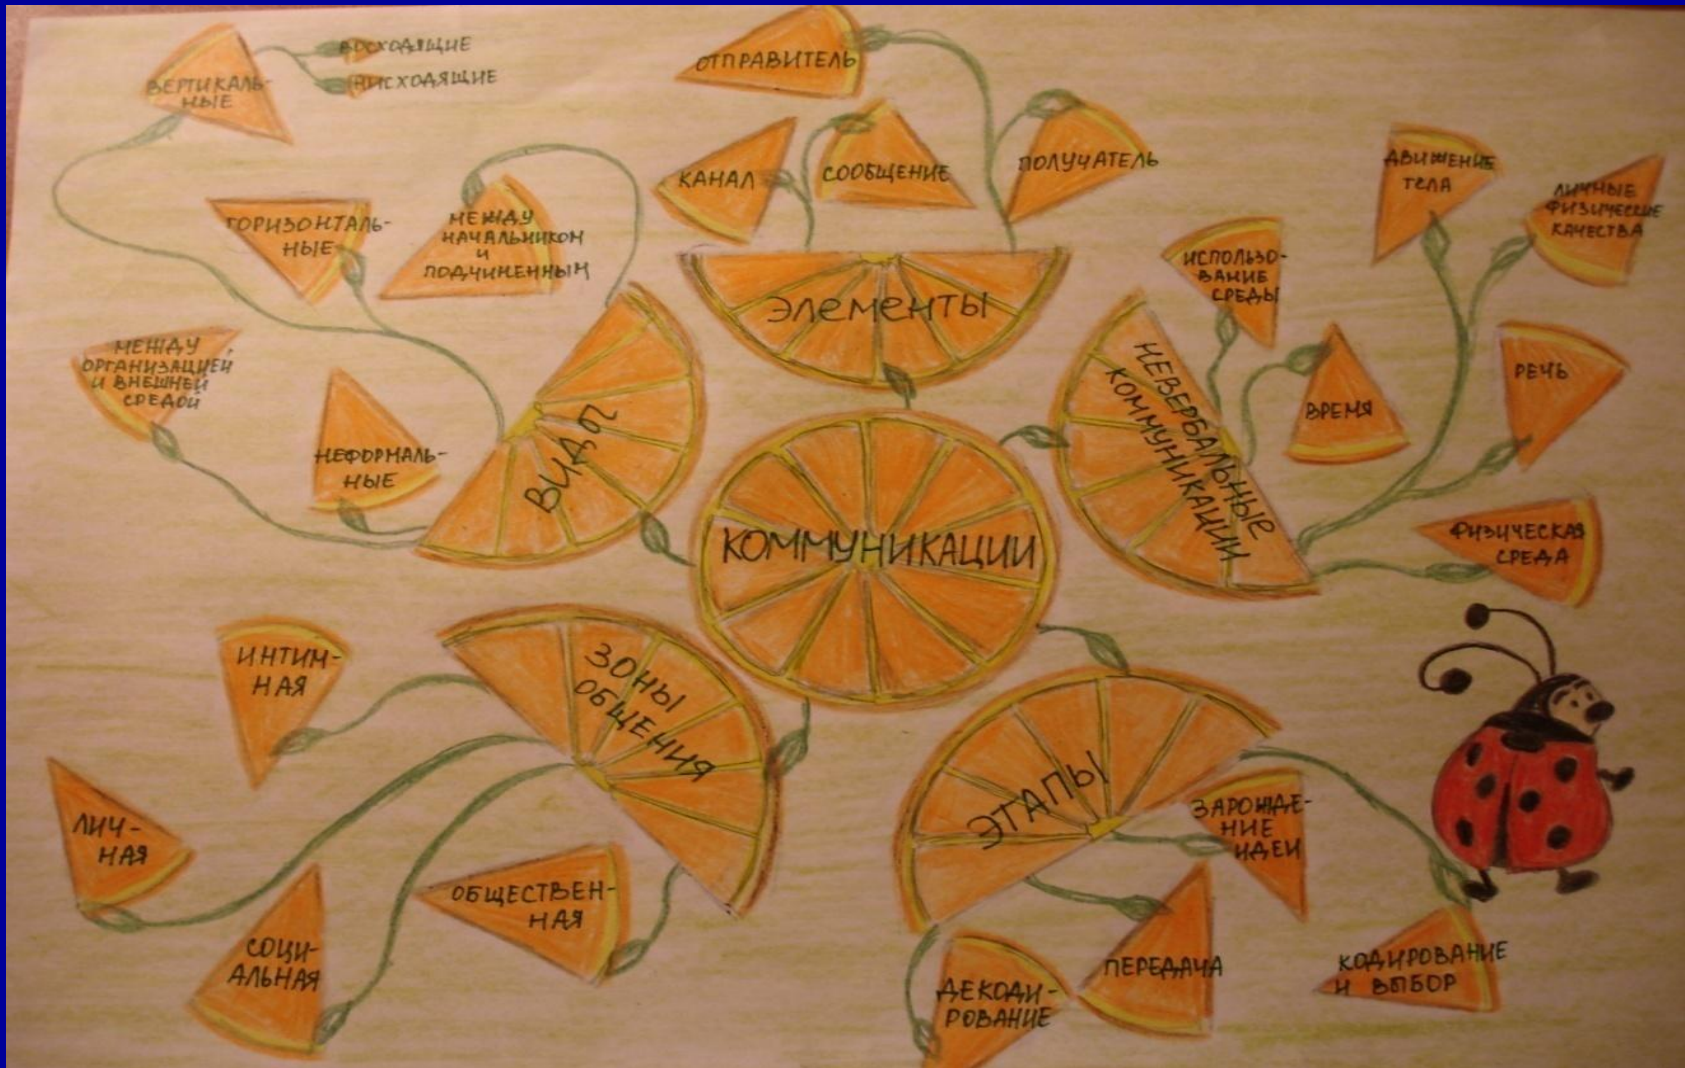 КОММУНИКАЦИИ
ЭЛЕМЕНТЫ
ОТПРАВИТЕЛЬ
КАНАЛ
СООБЩЕНИЕ
ПОЛУЧАТЕЛЬ
НЕВЕРБАЛЬНЫЕ
КОММУНИКАЦИИ
ИСПОЛЬЗО-
ВАНИЕ
СРЕДЫ
ВРЕМЯ
ДВИЖЕНИЕ
ТЕЛА
ЛИЧНЫЕ
ФИЗИЧЕСКИЕ
КАЧЕСТВА
РЕЧЬ
ФИЗИЧЕСКАЯ
СРЕДА
ЭТАПЫ
ЗАРОЖДЕ-
НИЕ
ИДЕИ
КОДИРОВАНИЕ
И ВЫБОР
ПЕРЕДАЧА
ДЕКОДИ-
РОВАНИЕ
ЗОНЫ
ОБЩЕНИЯ
ИНТИМ-
НАЯ
ЛИЧ-
НАЯ
СОЦИ-
АЛЬНАЯ
ОБЩЕСТВЕН-
НАЯ
ВИДЫ
ВЕРТИКАЛЬ-
НЫЕ
ВОСХОДЯЩИЕ
НИСХОДЯЩИЕ
ГОРИЗОНТАЛЬ-
НЫЕ
МЕЖДУ
НАЧАЛЬНИКОМ
И
ПОДЧИНЕННЫМ
МЕЖДУ
ОРГАНИЗАЦИЕЙ
И ВНЕШНЕЙ
СРЕДОЙ
НЕФОРМАЛЬ-
НЫЕ